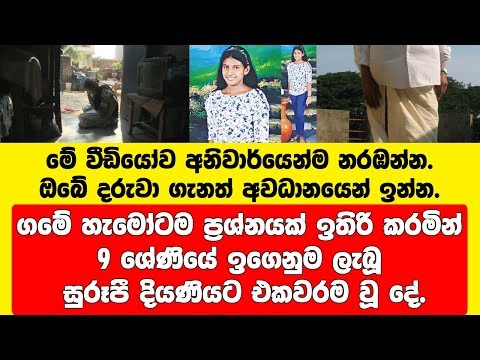 මේ වීඩියෝව අනිවාර්යෙන්ම නරඹන්න.
ඔබේ දරුවා ගැනත් අවධානයෙන් ඉන්න.
ගමේ හැමෝටම ප්‍රශ්නයක් ඉතිරි කරමින්
9 ශ්‍රේණියේ ඉගෙනුම ලැබූ
සුරූපී දියණියට එකවරම වූ දේ.